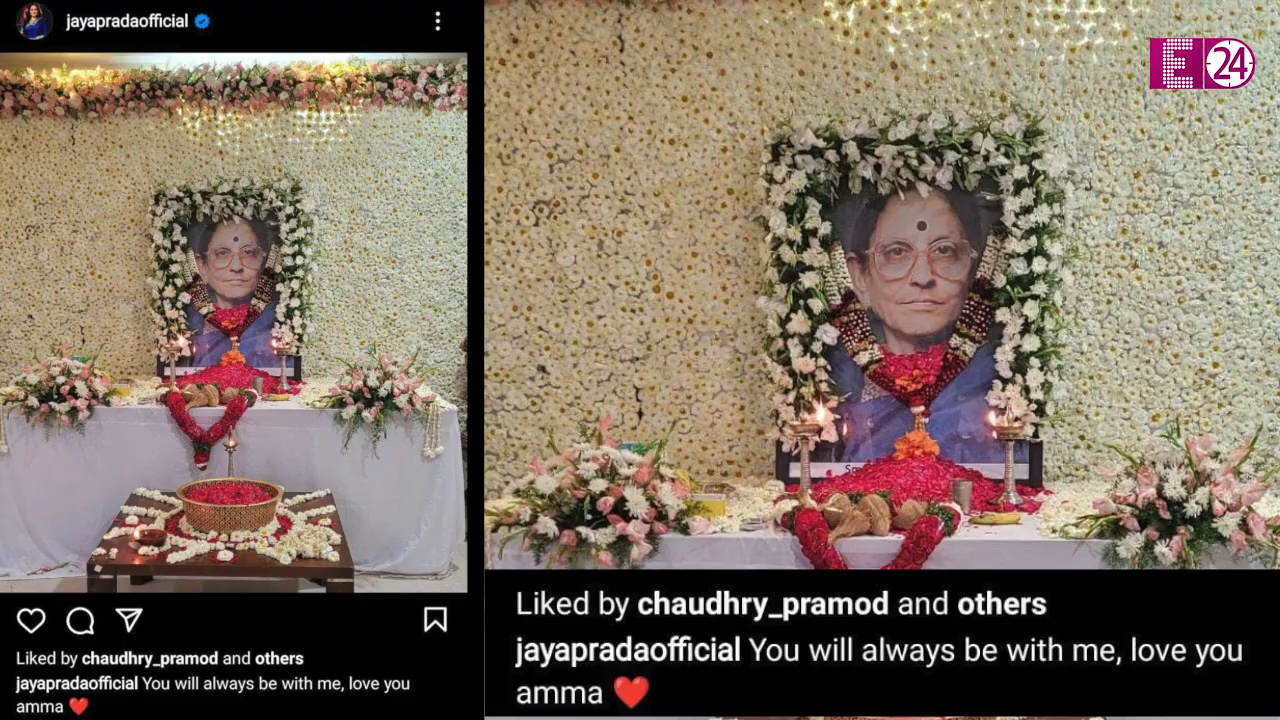 jayapradaofficial
E 24
Liked by chaudhry_pramod and others
jayapradaofficial You will always be with me, love you
amma ❤️
Liked by chaudhry_pramod and others
jayapradaofficial You will always be with me, love you
amma ❤️